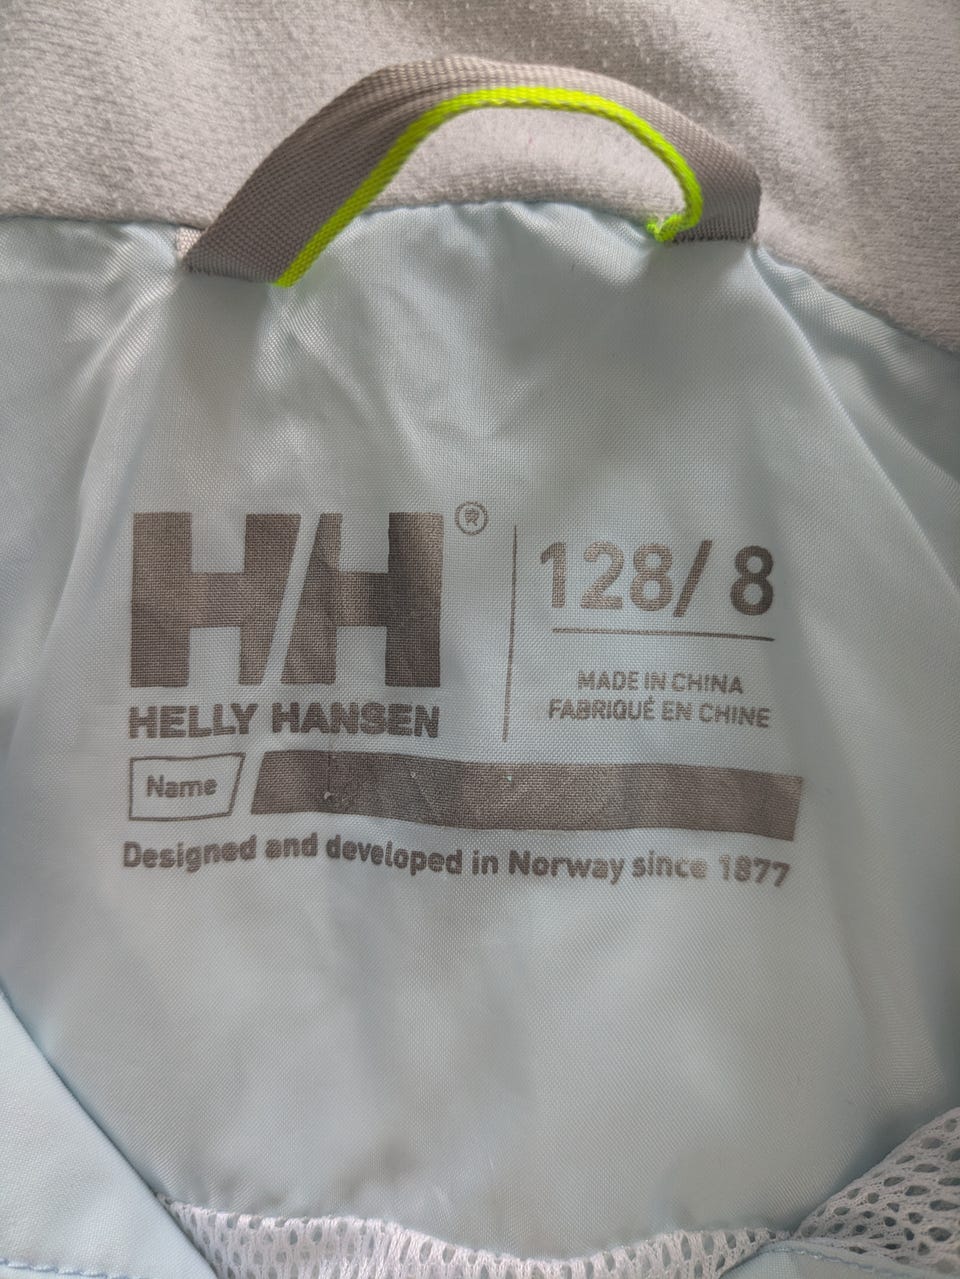 HH®
HELLY HANSEN
128/8
MADE IN CHINA
FABRIQUÉ EN CHINE
Name
Designed and developed in Norway since 1877